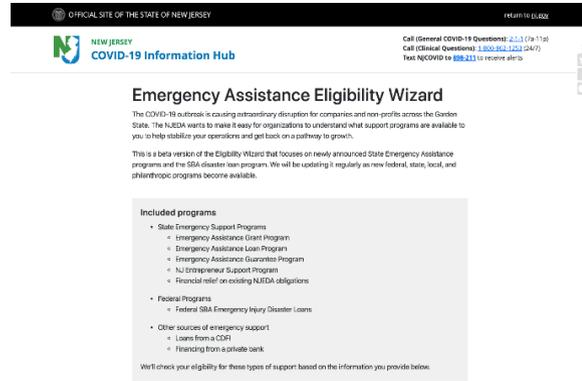 OFFICIAL SITE OF THE STATE OF NEW JERSEY
return to nj.gov
NJ
NEW JERSEY
COVID-19 Information Hub
Call (General COVID-19 Questions): 2-1-1 (7a-11p)
Call (Clinical Questions): 1-800-962-1253 (24/7)
Text NJCOVID to 898-211 to receive alerts
Emergency Assistance Eligibility Wizard
The COVID-19 outbreak is causing extraordinary disruption for companies and non-profits across the Garden
State. The NJEDA wants to make it easy for organizations to understand what support programs are available to
you to help stabilize your operations and get back on a pathway to growth.
This is a beta version of the Eligibility Wizard that focuses on newly announced State Emergency Assistance
programs and the SBA disaster loan program. We will be updating it regularly as new federal, state, local, and
philanthropic programs become available.
Included programs
• State Emergency Support Programs
◦ Emergency Assistance Grant Program
◦ Emergency Assistance Loan Program
◦ Emergency Assistance Guarantee Program
◦ NJ Entrepreneur Support Program
◦ Financial relief on existing NJEDA obligations
• Federal Programs
◦ Federal SBA Emergency Injury Disaster Loans
• Other sources of emergency support
◦ Loans from a CDFI
◦ Financing from a private bank
We'll check your eligibility for these types of support based on the information you provide below.